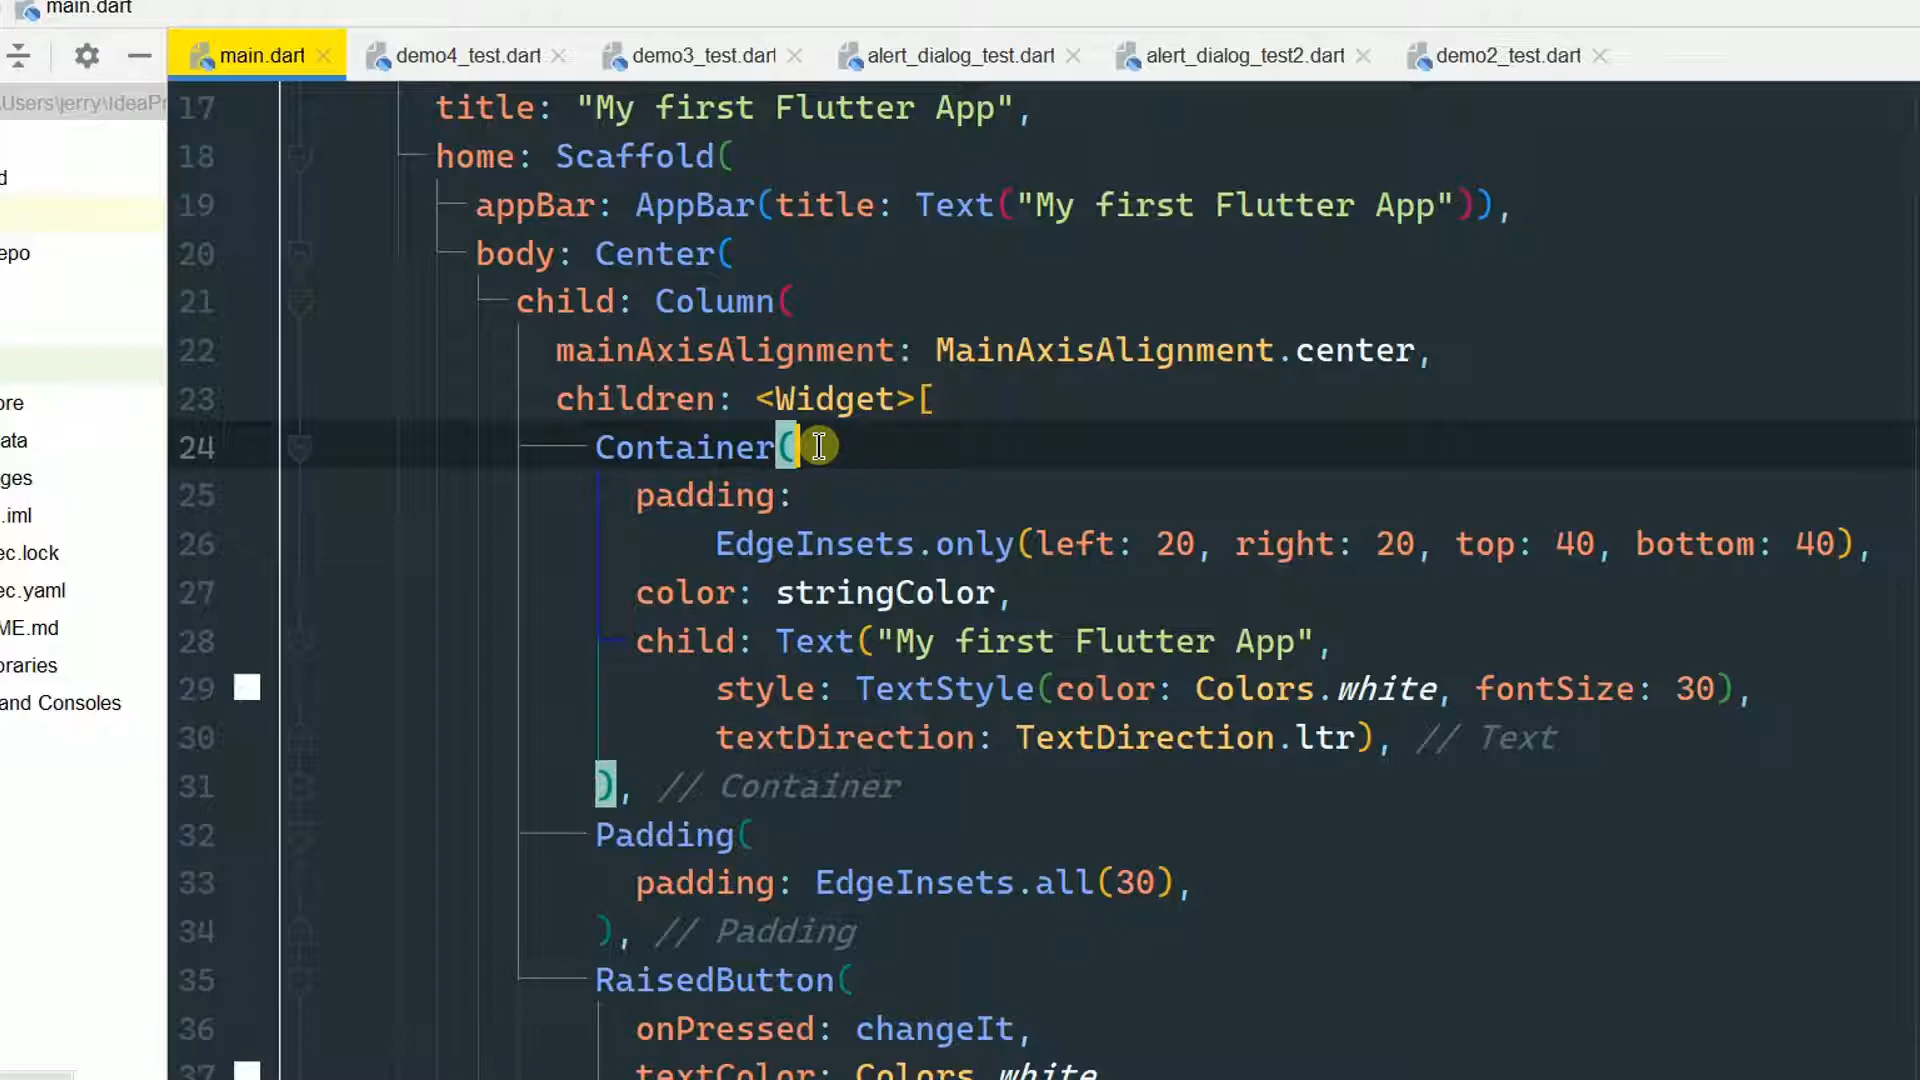 main.dart
main.dart demo4_test.dart demo3_test.dart alert_dialog_test.dart alert_dialog_test2.dart demo2_test.dart
Users\jerry\IdeaPr
17 title: "My first Flutter App",
18 home: Scaffold(
d
19 appBar: AppBar(title: Text("My first Flutter App")),
epo
20 body: Center(
21 child: Column(
22 mainAxisAlignment: MainAxisAlignment.center,
ore
23 children: <Widget>[
ata
24 Container(
ges
25 padding:
.iml
26 EdgeInsets.only(left: 20, right: 20, top: 40, bottom: 40),
ec.lock
27 color: stringColor,
ec.yaml
28 child: Text("My first Flutter App",
ME.md
braries
29 style: TextStyle(color: Colors.white, fontSize: 30),
and Consoles
30 textDirection: TextDirection.ltr), // Text
31 ), // Container
32 Padding(
33 padding: EdgeInsets.all(30),
34 ), // Padding
35 RaisedButton(
36 onPressed: changeIt,
37 textColor: Colors.white